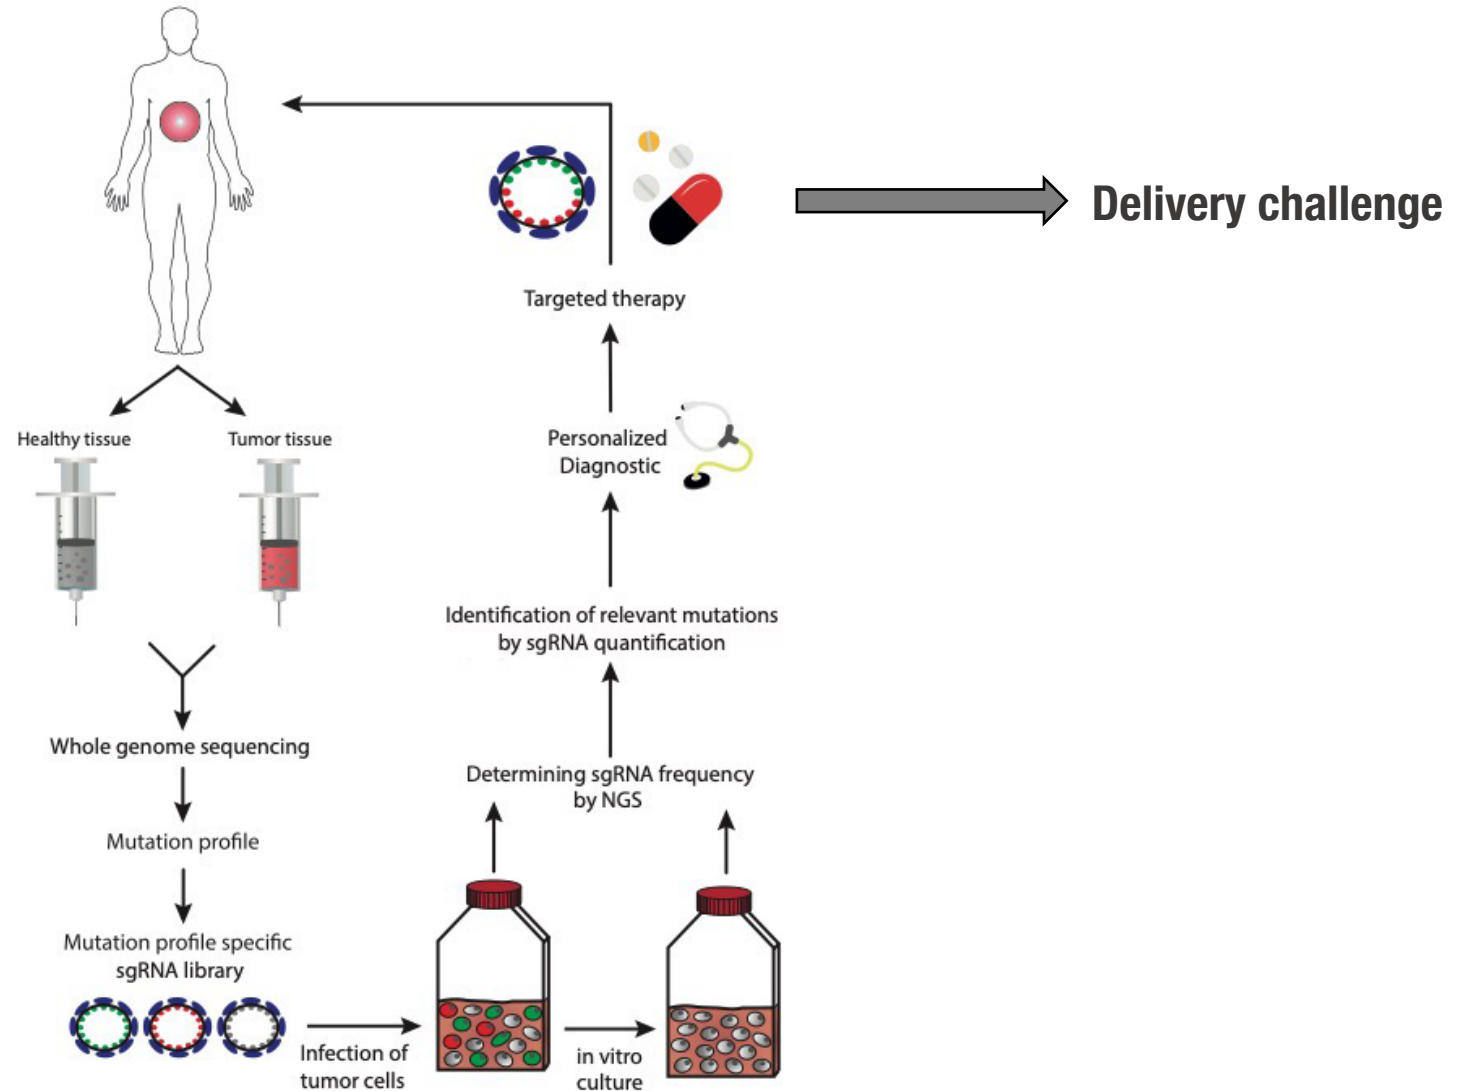 Delivery challenge
Targeted therapy
Healthy tissue
Tumor tissue
Personalized
Diagnostic
Identification of relevant mutations
by sgRNA quantification
Whole genome sequencing
Determining sgRNA frequency
by NGS
Mutation profile
Mutation profile specific
sgRNA library
Infection of
tumor cells
in vitro
culture